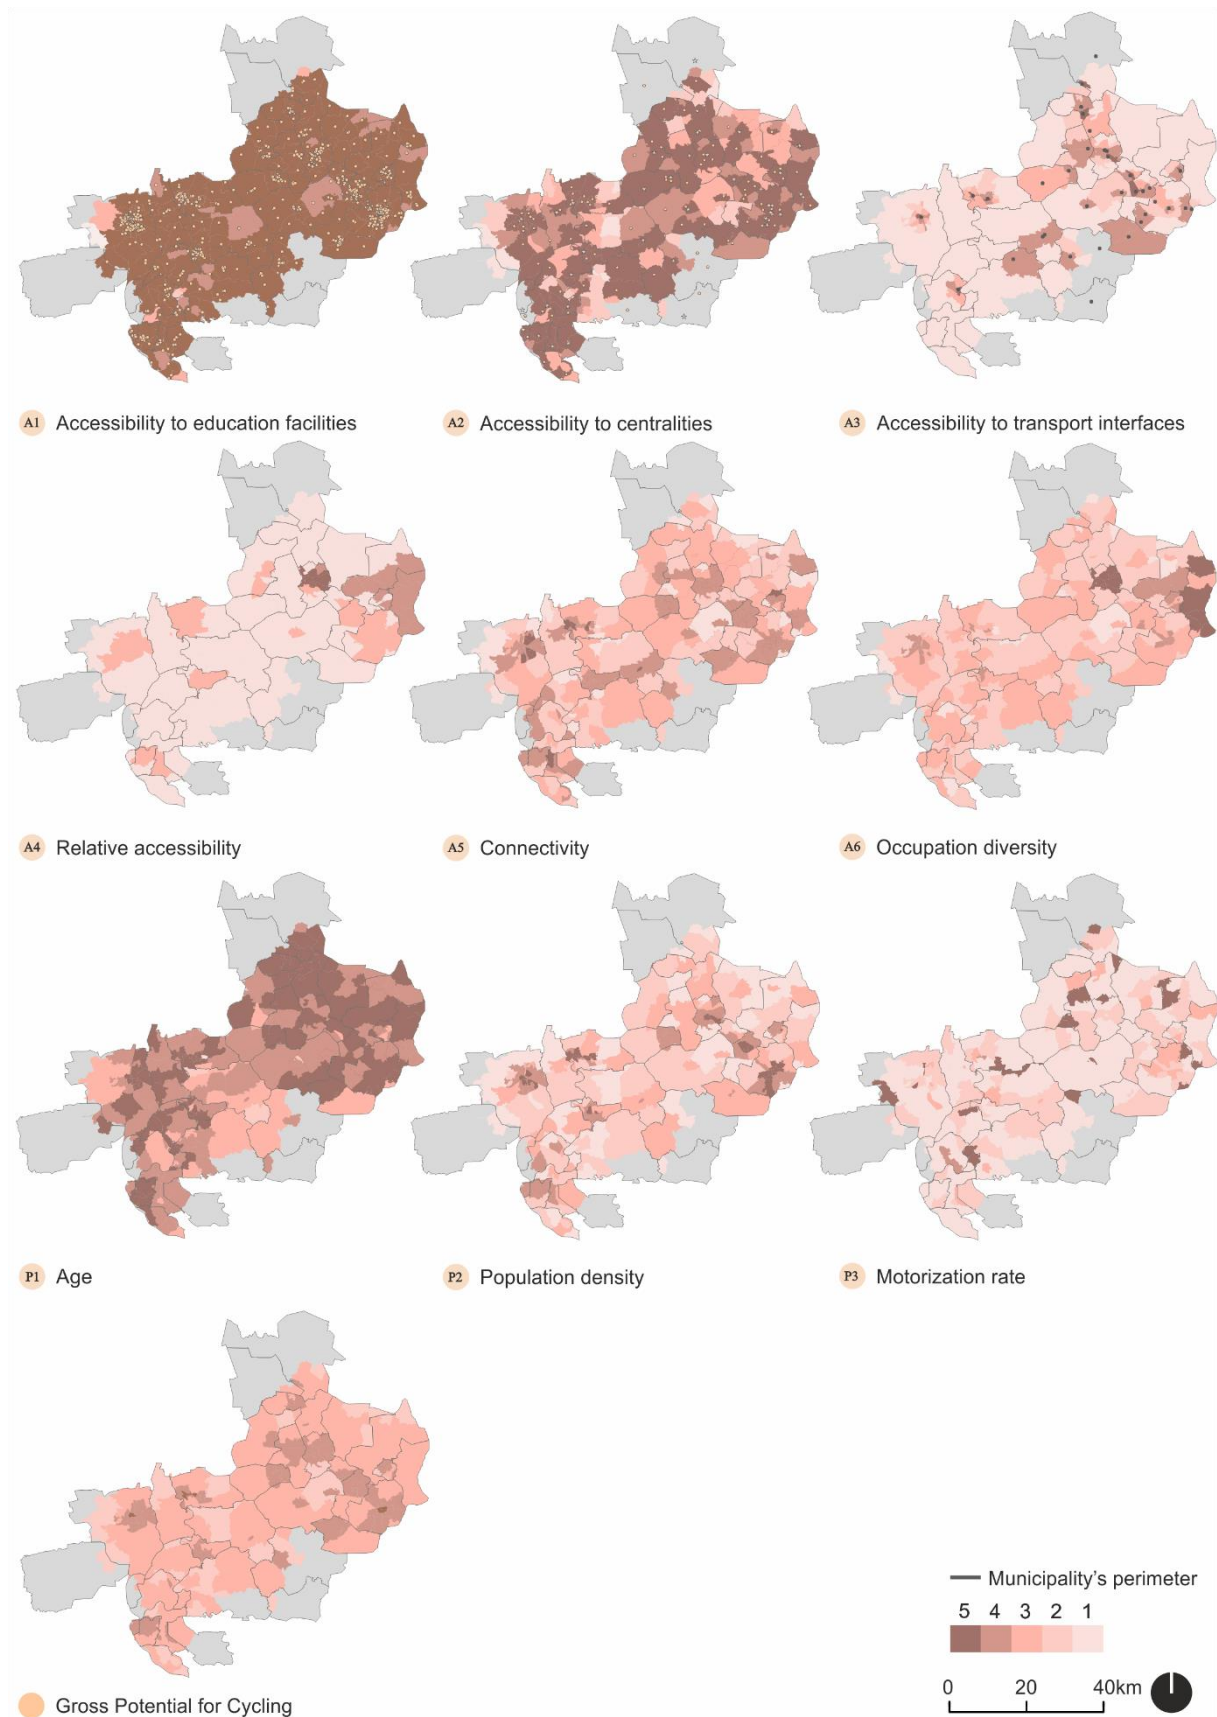 A1 Accessibility to education facilities
A2 Accessibility to centralities
A3 Accessibility to transport interfaces
A4 Relative accessibility
A5 Connectivity
A6 Occupation diversity
P1 Age
P2 Population density
P3 Motorization rate
Gross Potential for Cycling
Municipality's perimeter
5 4 3 2 1
0 20 40km